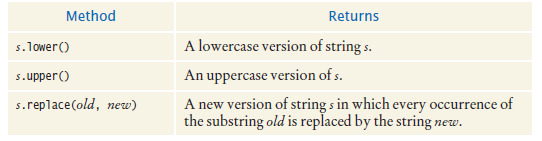 Method Returns
s.lower() A lowercase version of string s.
s.upper() An uppercase version of s.
s.replace(old, new) A new version of string s in which every occurrence of
the substring old is replaced by the string new.